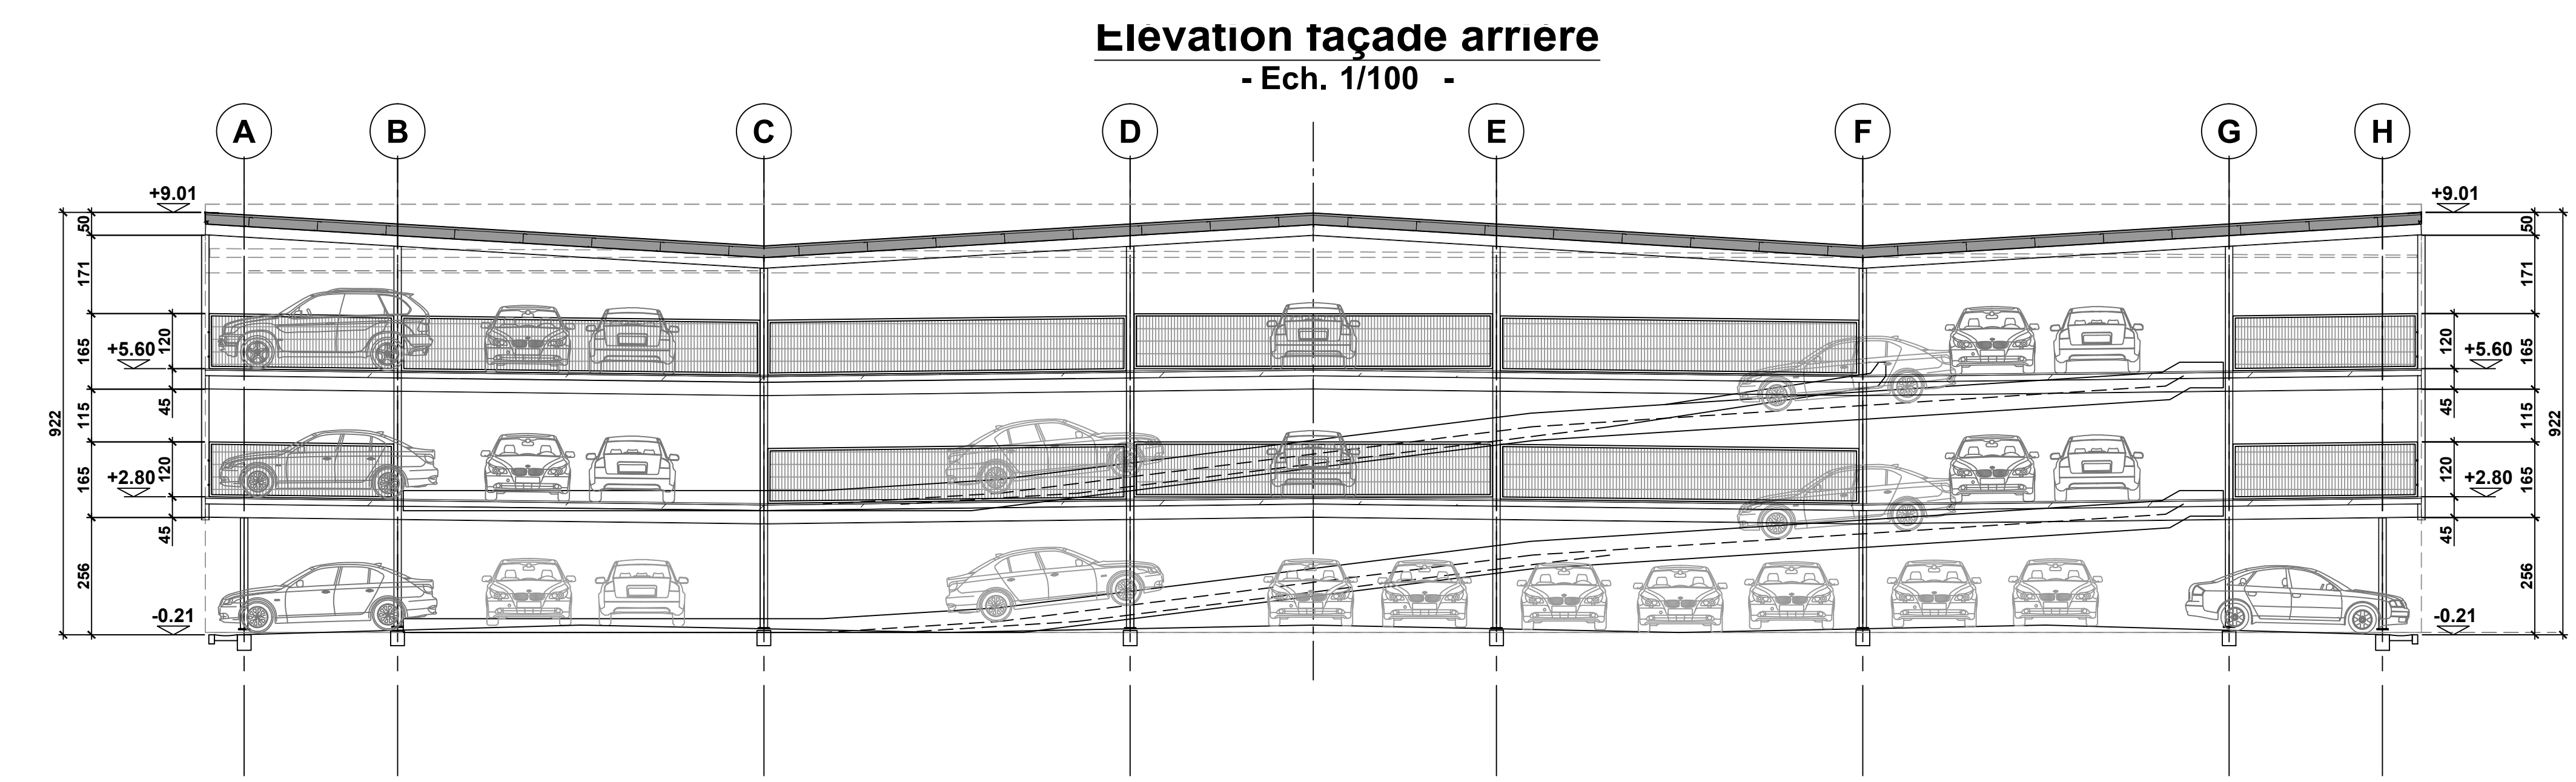 Elévation façade arrière
- Ech. 1/100 -
A B C D E F G H
+9.01 +9.01
50 50
171 171
120 120
+5.60 165 165 +5.60
45 45
115 115
922 922
120 120
+2.80 165 165 +2.80
45 45
256 256
-0.21 -0.21